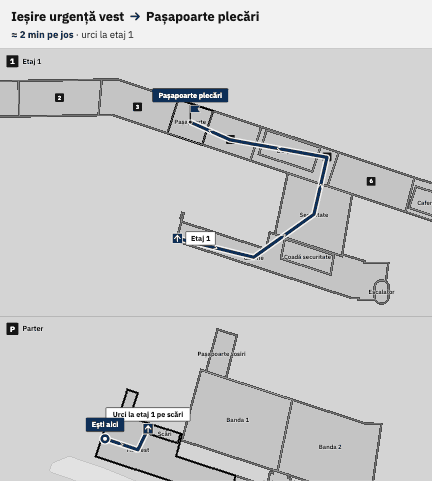 Ieșire urgență vest → Pașapoarte plecări
≈ 2 min pe jos · urci la etaj 1
1 Etaj 1
2
3
Pașapoarte plecări
6
Cafe
Securitate
Etaj 1
Coadă securitate
Escalator
P Parter
Pașapoarte sosiri
Banda 1
Urci la etaj 1 pe scări
Ești aici
Scări
Banda 2